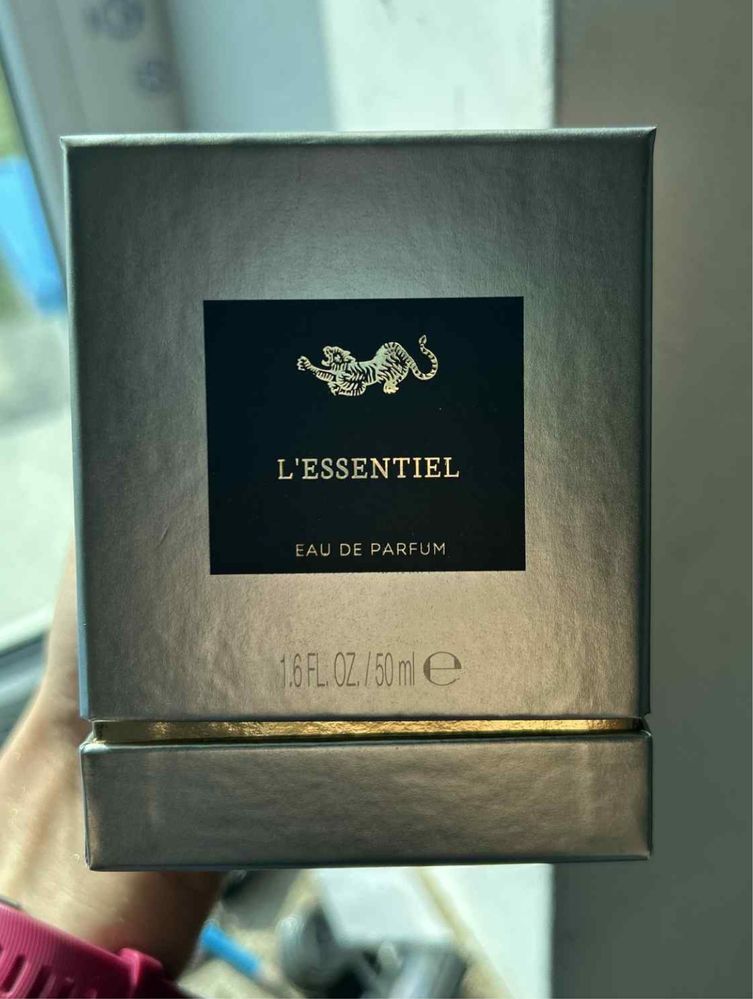 L'ESSENTIEL
EAU DE PARFUM
1.6 FL. OZ. / 50 ml ℮